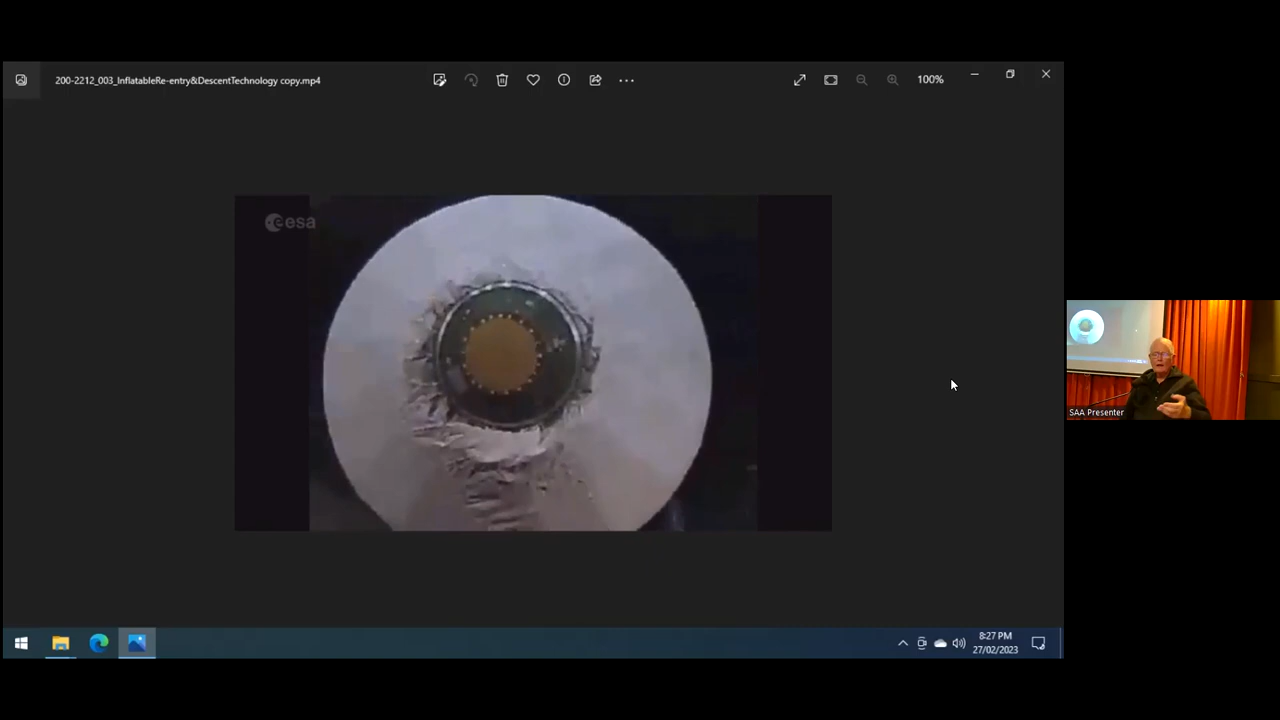 200-2212_003_InflatableRe-entry&DescentTechnology copy.mp4
100%
esa
SAA Presenter
8:27 PM
27/02/2023